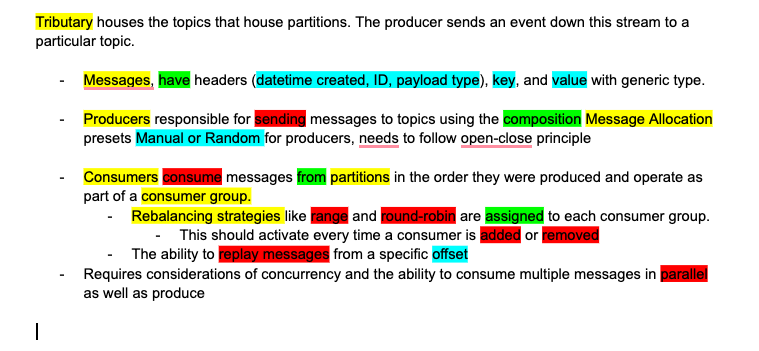 Tributary houses the topics that house partitions. The producer sends an event down this stream to a
particular topic.
- Messages, have headers (datetime created, ID, payload type), key, and value with generic type.
- Producers responsible for sending messages to topics using the composition Message Allocation
presets Manual or Random for producers, needs to follow open-close principle
- Consumers consume messages from partitions in the order they were produced and operate as
part of a consumer group.
- Rebalancing strategies like range and round-robin are assigned to each consumer group.
- This should activate every time a consumer is added or removed
- The ability to replay messages from a specific offset
- Requires considerations of concurrency and the ability to consume multiple messages in parallel
as well as produce